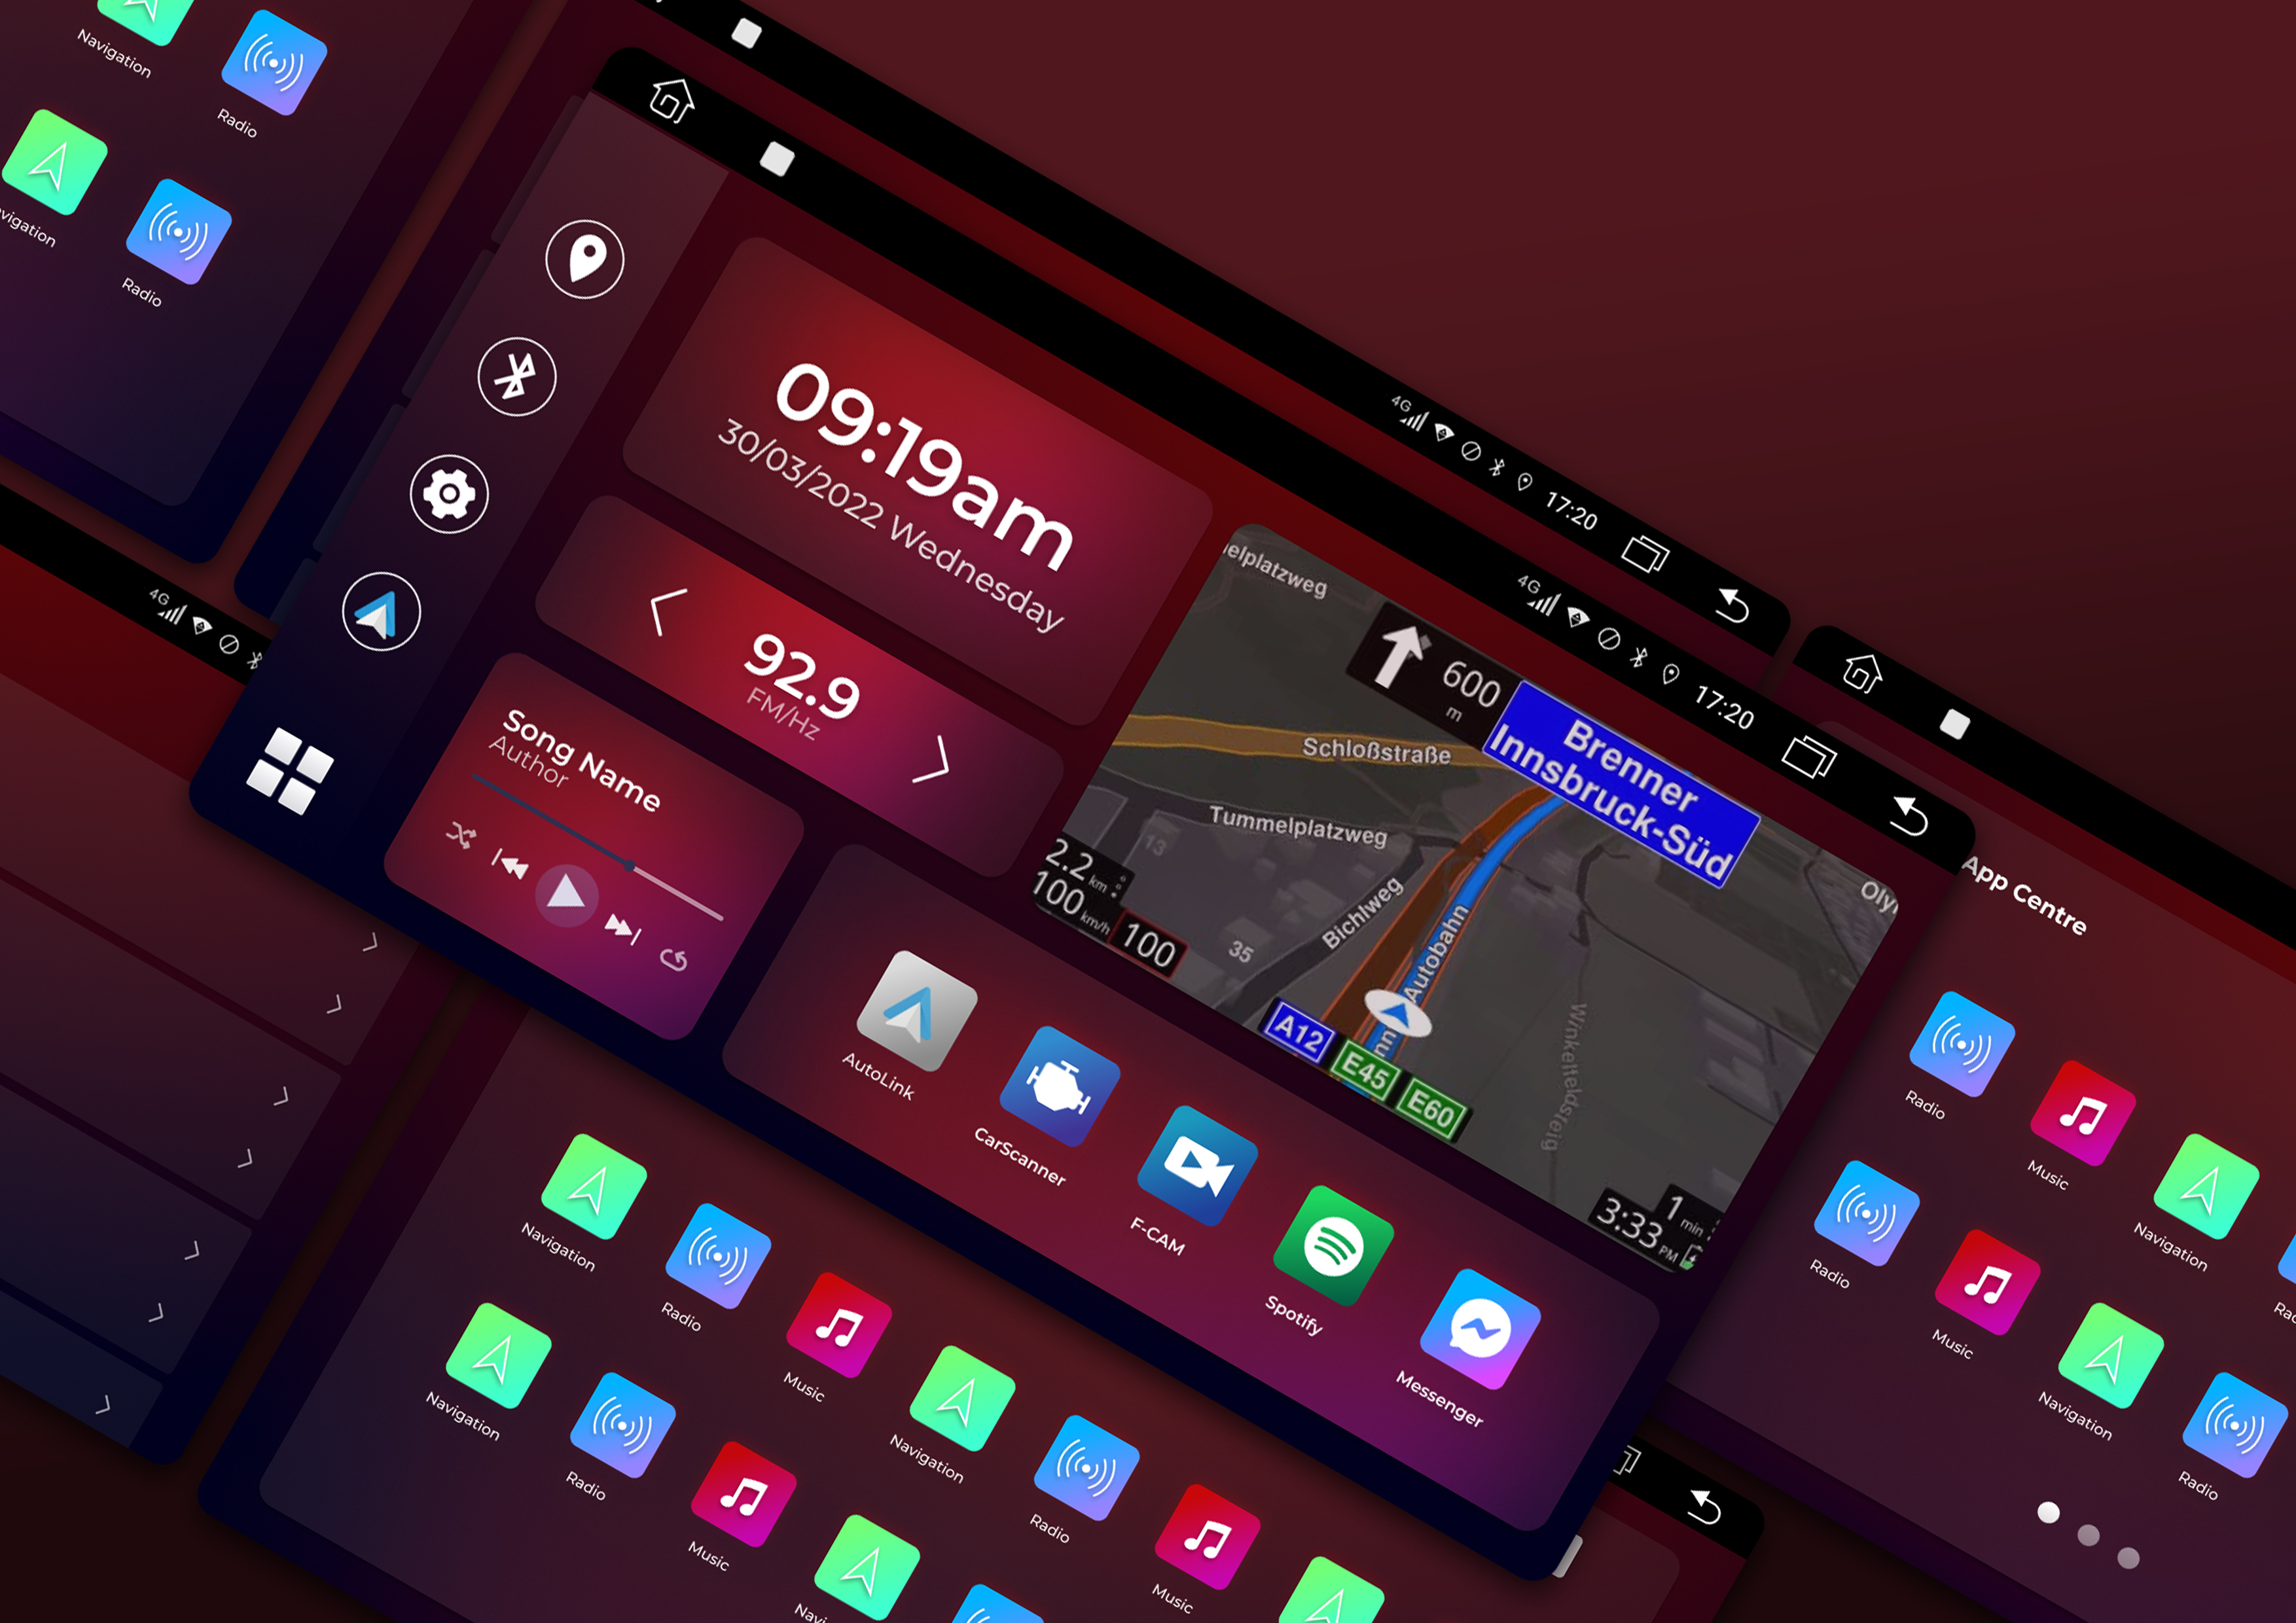 Navigation
Radio
Radio
4G
17:20
4G
17:20
4G
09:19am
30/03/2022 Wednesday
92.9
FM/Hz
Song Name
Author
600
m
Brenner
Innsbruck-Süd
Schloßstraße
Tummelplatzweg
13
2.2 km
100 km/h
100
35
Bichlweg
Autobahn
A12
E45
E60
Winkelfeldsteig
1 min
3:33 PM
AutoLink
CarScanner
F-CAM
Spotify
Messenger
App Centre
Radio
Music
Navigation
Radio
Music
Navigation
Radio
Navigation
Radio
Music
Navigation
Radio
Music
Navigation
Radio
Music